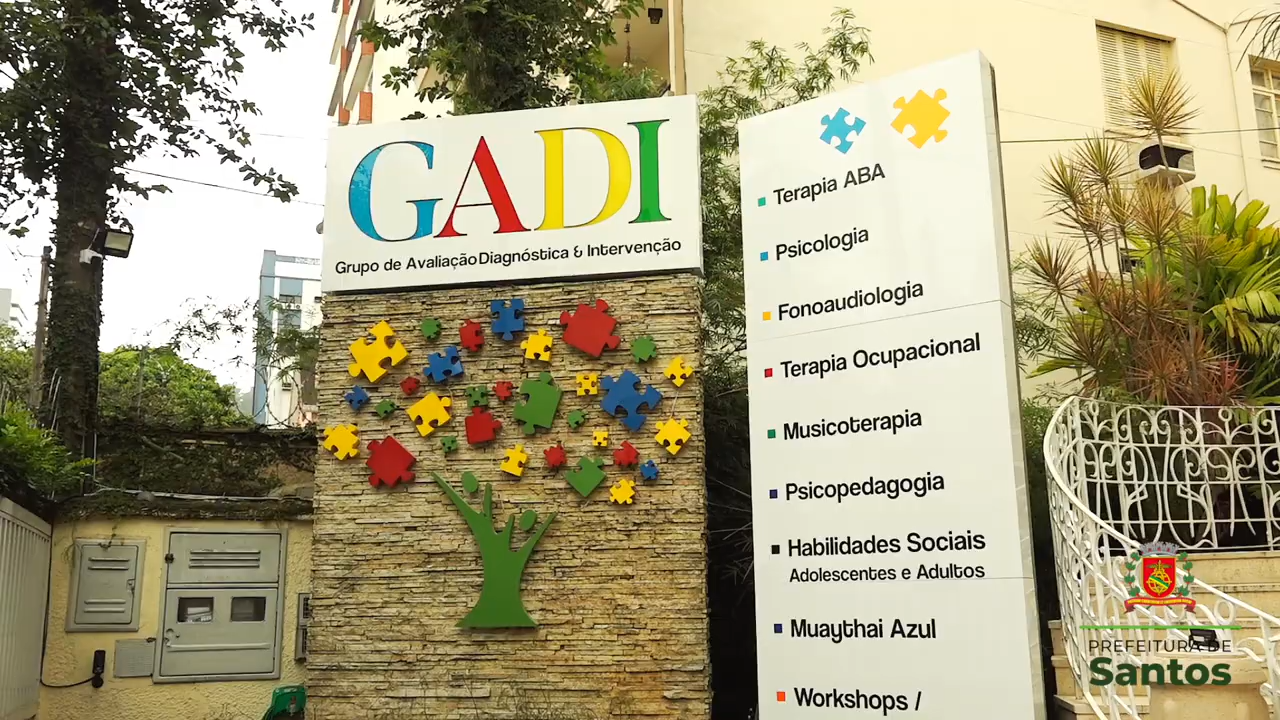 GADI
Grupo de Avaliação Diagnóstica & Intervenção
Terapia ABA
Psicologia
Fonoaudiologia
Terapia Ocupacional
Musicoterapia
Psicopedagogia
Habilidades Sociais
Adolescentes e Adultos
Muaythai Azul
Workshops /
PREFEITURA DE
Santos